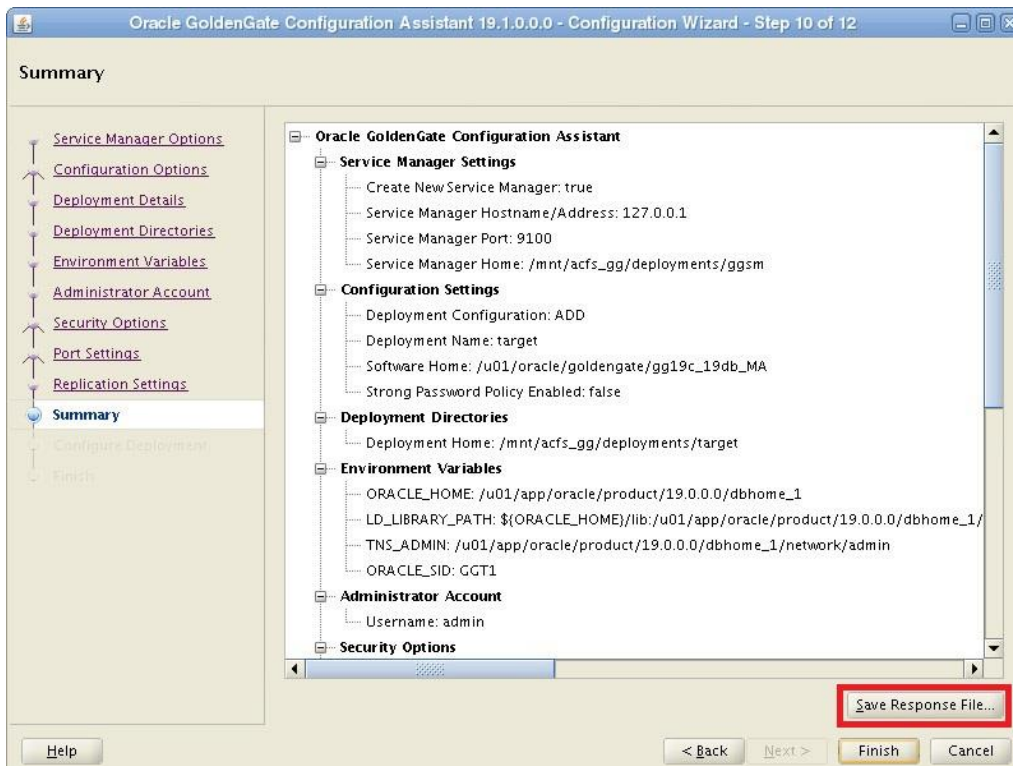 Oracle GoldenGate Configuration Assistant 19.1.0.0.0 - Configuration Wizard - Step 10 of 12
Summary
Service Manager Options
Configuration Options
Deployment Details
Deployment Directories
Environment Variables
Administrator Account
Security Options
Port Settings
Replication Settings
Summary
Configure Deployment
Finish
Oracle GoldenGate Configuration Assistant
Service Manager Settings
Create New Service Manager: true
Service Manager Hostname/Address: 127.0.0.1
Service Manager Port: 9100
Service Manager Home: /mnt/acfs_gg/deployments/ggsm
Configuration Settings
Deployment Configuration: ADD
Deployment Name: target
Software Home: /u01/oracle/goldengate/gg19c_19db_MA
Strong Password Policy Enabled: false
Deployment Directories
Deployment Home: /mnt/acfs_gg/deployments/target
Environment Variables
ORACLE_HOME: /u01/app/oracle/product/19.0.0.0/dbhome_1
LD_LIBRARY_PATH: ${ORACLE_HOME}/lib:/u01/app/oracle/product/19.0.0.0/dbhome_1/
TNS_ADMIN: /u01/app/oracle/product/19.0.0.0/dbhome_1/network/admin
ORACLE_SID: GGT1
Administrator Account
Username: admin
Security Options
Save Response File...
Help
< Back
Next >
Finish
Cancel